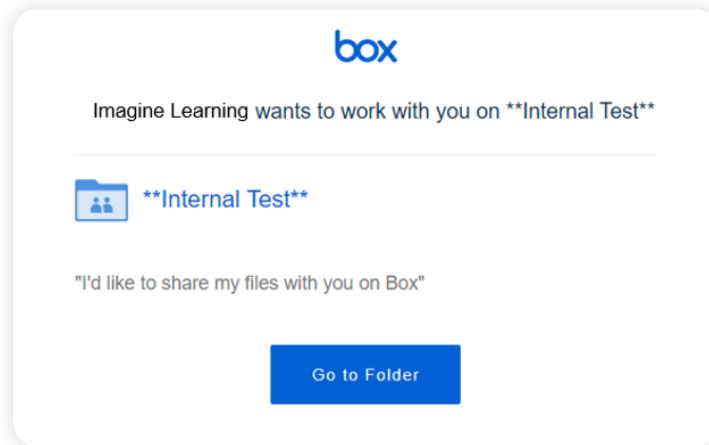 box
Imagine Learning wants to work with you on **Internal Test**
**Internal Test**
"I'd like to share my files with you on Box"
Go to Folder